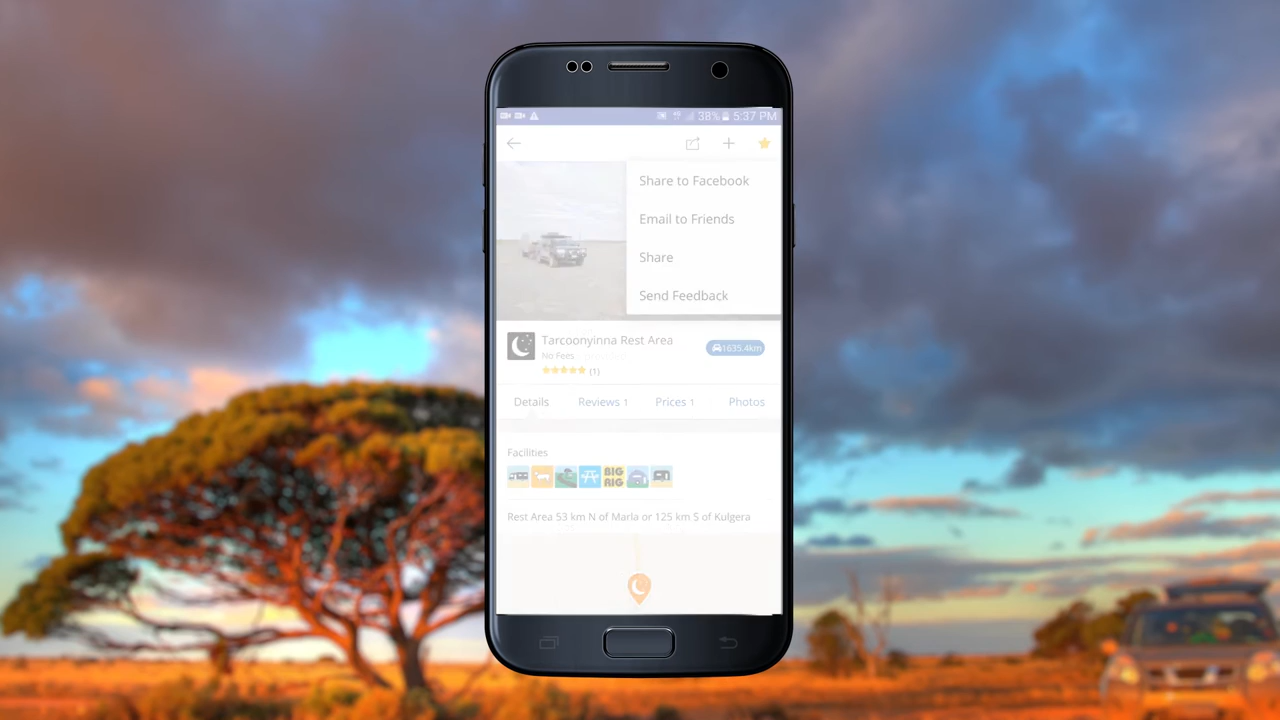 38% 5:37 PM
Share to Facebook
Email to Friends
Share
Send Feedback
Tarcoonyinna Rest Area
No Fees
1635.4km
(1)
Details Reviews 1 Prices 1 Photos
Facilities
BIG
RIG
Rest Area 53 km N of Marla or 125 km S of Kulgera